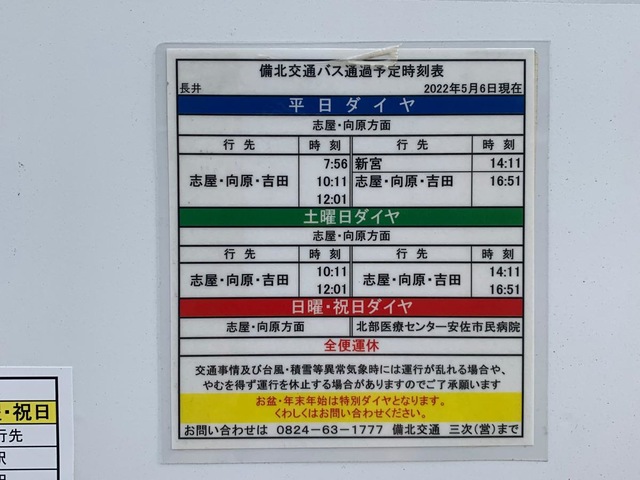 備北交通バス通過予定時刻表
長井 2022年5月6日現在
平日ダイヤ
志屋・向原方面
行先 時刻 行先 時刻
志屋・向原・吉田 7:56 10:11 12:01
新宮 14:11
志屋・向原・吉田 16:51
土曜日ダイヤ
志屋・向原方面
行先 時刻 行先 時刻
志屋・向原・吉田 10:11 12:01
志屋・向原・吉田 14:11 16:51
日曜・祝日ダイヤ
志屋・向原方面 北部医療センター安佐市民病院
全便運休
交通事情及び台風・積雪等異常気象時には運行が乱れる場合や、
やむを得ず運行を休止する場合がありますのでご了承願います
お盆・年末年始は特別ダイヤとなります。
くわしくはお問い合わせください。
お問い合わせは 0824-63-1777 備北交通 三次(営)まで
・祝日
行先